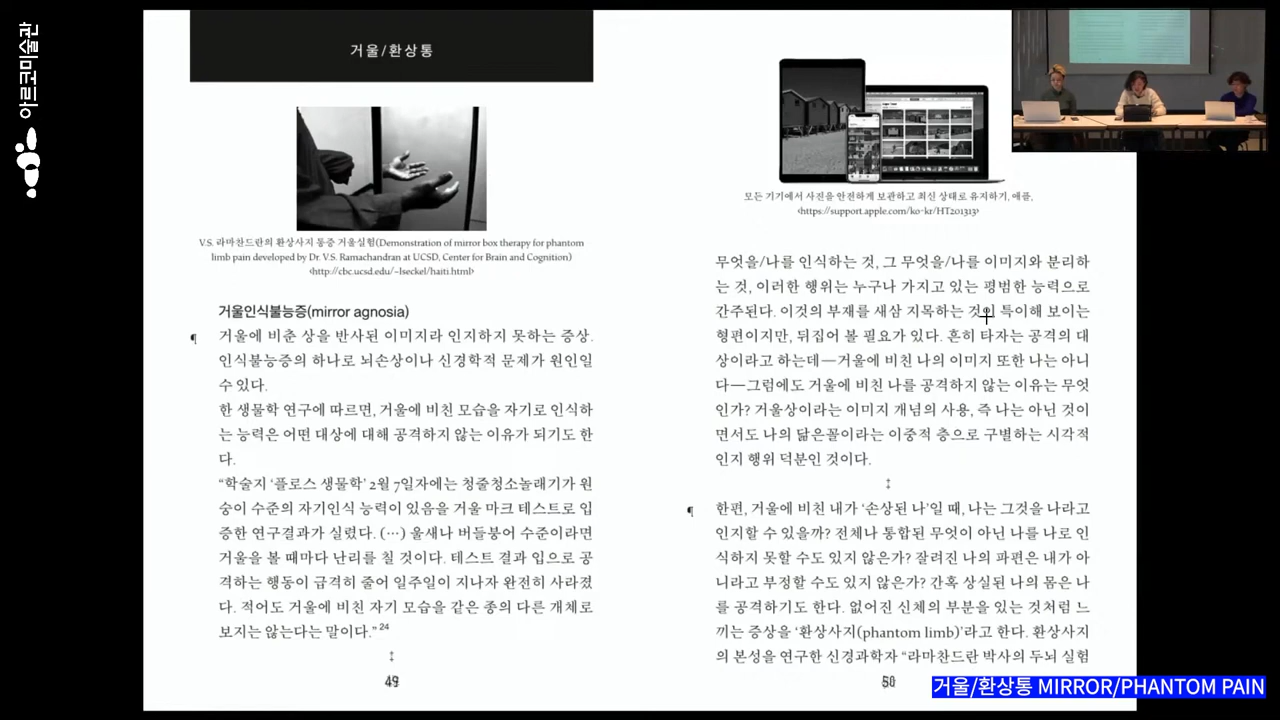 아르코미술관
거울/환상통
V.S. 라마찬드란의 환상사지 통증 거울실험(Demonstration of mirror box therapy for phantom
limb pain developed by Dr. V.S. Ramachandran at UCSD, Center for Brain and Cognition)
<http://cbc.ucsd.edu/~lseckel/haiti.html>
거울인식불능증(mirror agnosia)
¶ 거울에 비춘 상을 반사된 이미지라 인지하지 못하는 증상.
인식불능증의 하나로 뇌손상이나 신경학적 문제가 원인일
수 있다.
한 생물학 연구에 따르면, 거울에 비친 모습을 자기로 인식하
는 능력은 어떤 대상에 대해 공격하지 않는 이유가 되기도 한
다.
“학술지 ‘플로스 생물학’ 2월 7일자에는 청줄청소놀래기가 원
숭이 수준의 자기인식 능력이 있음을 거울 마크 테스트로 입
증한 연구결과가 실렸다. (…) 울새나 버들붕어 수준이라면
거울을 볼 때마다 난리를 칠 것이다. 테스트 결과 입으로 공
격하는 행동이 급격히 줄어 일주일이 지나자 완전히 사라졌
다. 적어도 거울에 비친 자기 모습을 같은 종의 다른 개체로
보지는 않는다는 말이다.” 24
↕
49
모든 기기에서 사진을 안전하게 보관하고 최신 상태로 유지하기, 애플,
<https://support.apple.com/ko-kr/HT201313>
무엇을/나를 인식하는 것, 그 무엇을/나를 이미지와 분리하
는 것, 이러한 행위는 누구나 가지고 있는 평범한 능력으로
간주된다. 이것의 부재를 새삼 지목하는 것이 특이해 보이는
형편이지만, 뒤집어 볼 필요가 있다. 흔히 타자는 공격의 대
상이라고 하는데—거울에 비친 나의 이미지 또한 나는 아니
다—그럼에도 거울에 비친 나를 공격하지 않는 이유는 무엇
인가? 거울상이라는 이미지 개념의 사용, 즉 나는 아닌 것이
면서도 나의 닮은꼴이라는 이중적 층으로 구별하는 시각적
인지 행위 덕분인 것이다.
↕
¶ 한편, 거울에 비친 내가 ‘손상된 나’일 때, 나는 그것을 나라고
인지할 수 있을까? 전체나 통합된 무엇이 아닌 나를 나로 인
식하지 못할 수도 있지 않은가? 잘려진 나의 파편은 내가 아
니라고 부정할 수도 있지 않은가? 간혹 상실된 나의 몸은 나
를 공격하기도 한다. 없어진 신체의 부분을 있는 것처럼 느
끼는 증상을 ‘환상사지(phantom limb)’라고 한다. 환상사지
의 본성을 연구한 신경과학자 “라마찬드란 박사의 두뇌 실험
50
거울/환상통 MIRROR/PHANTOM PAIN